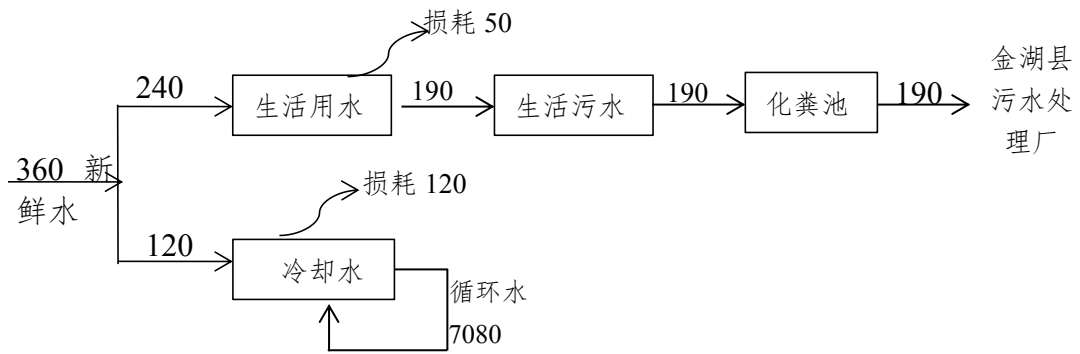 损耗 50
240
生活用水
190
生活污水
190
化粪池
190
金湖县
污水处
理厂
360 新
鲜水
损耗 120
120
冷却水
循环水
7080